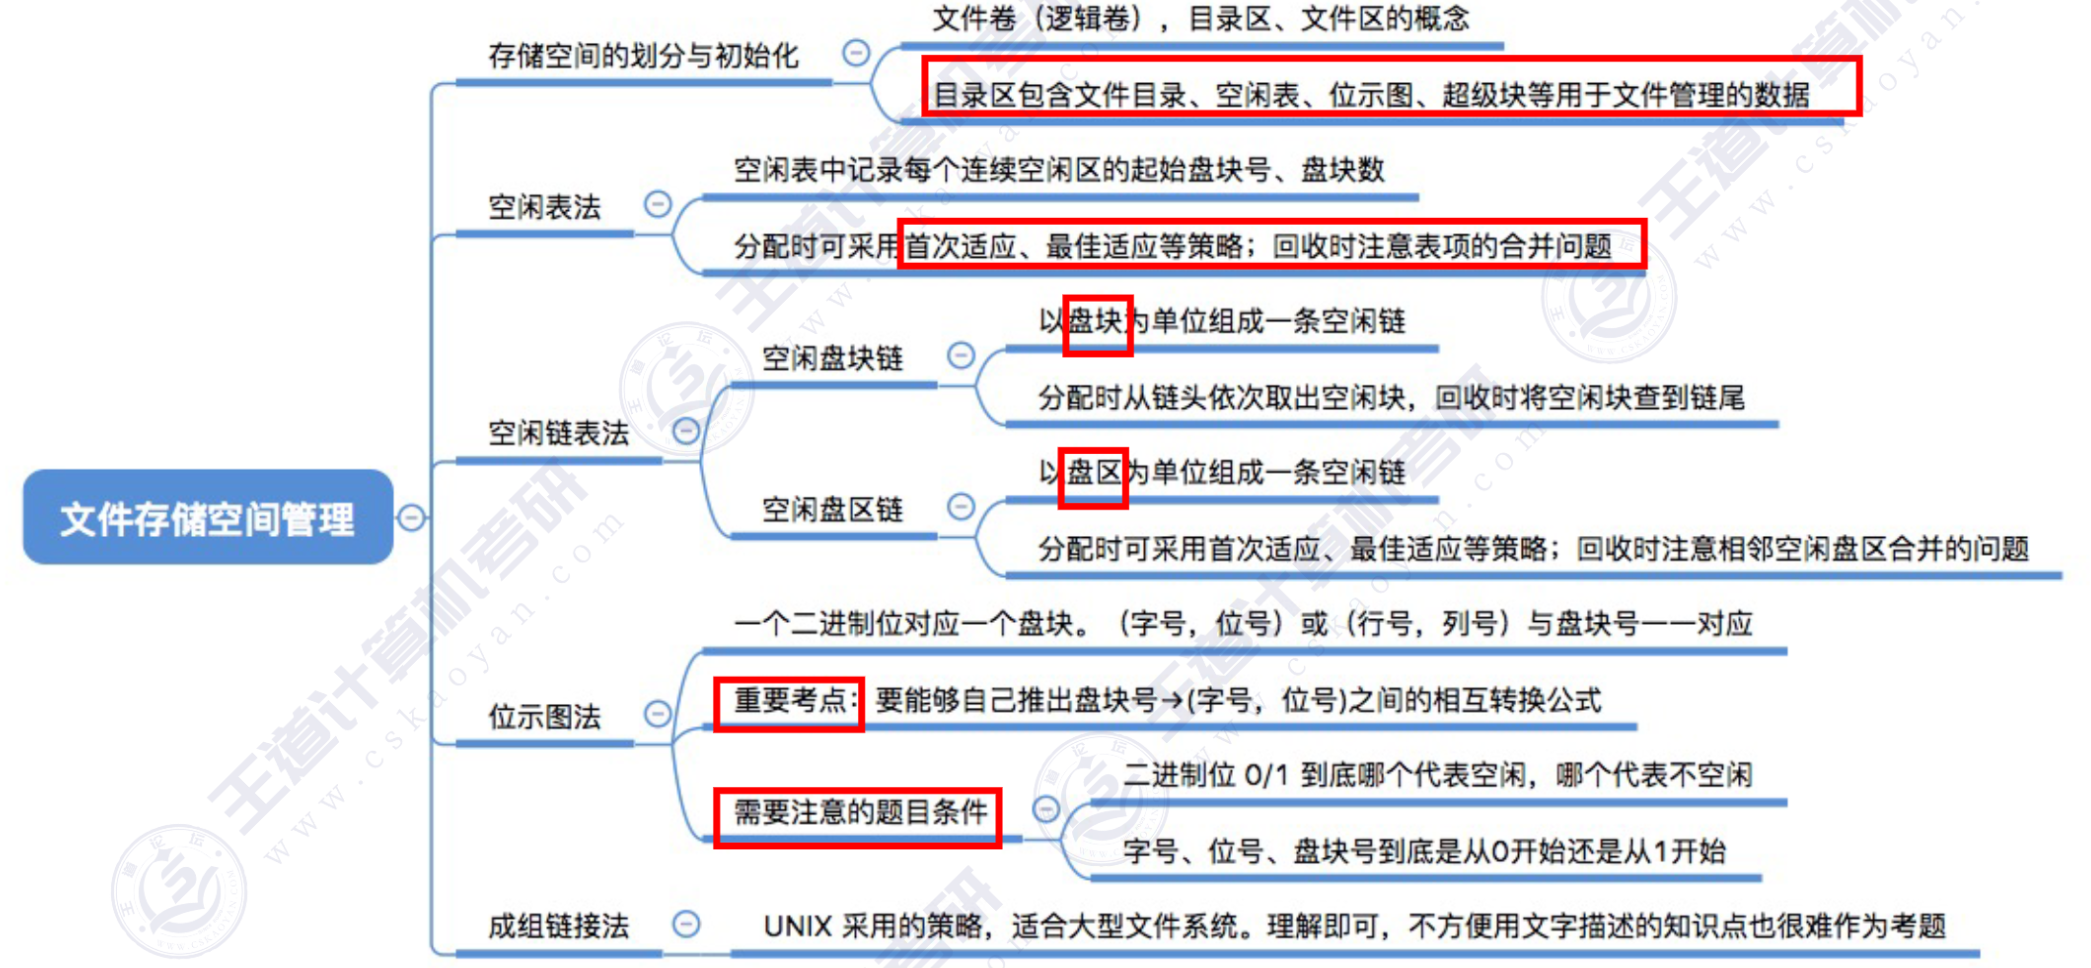 文件存储空间管理
存储空间的划分与初始化
文件卷（逻辑卷），目录区、文件区的概念
目录区包含文件目录、空闲表、位示图、超级块等用于文件管理的数据
空闲表法
空闲表中记录每个连续空闲区的起始盘块号、盘块数
分配时可采用首次适应、最佳适应等策略；回收时注意表项的合并问题
空闲链表法
空闲盘块链
以盘块为单位组成一条空闲链
分配时从链头依次取出空闲块，回收时将空闲块查到链尾
空闲盘区链
以盘区为单位组成一条空闲链
分配时可采用首次适应、最佳适应等策略；回收时注意相邻空闲盘区合并的问题
位示图法
一个二进制位对应一个盘块。（字号，位号）或（行号，列号）与盘块号一一对应
重要考点：要能够自己推出盘块号→(字号，位号)之间的相互转换公式
需要注意的题目条件
二进制位 0/1 到底哪个代表空闲，哪个代表不空闲
字号、位号、盘块号到底是从0开始还是从1开始
成组链接法
UNIX 采用的策略，适合大型文件系统。理解即可，不方便用文字描述的知识点也很难作为考题
王道计算机考研
www.cskaoyan.com